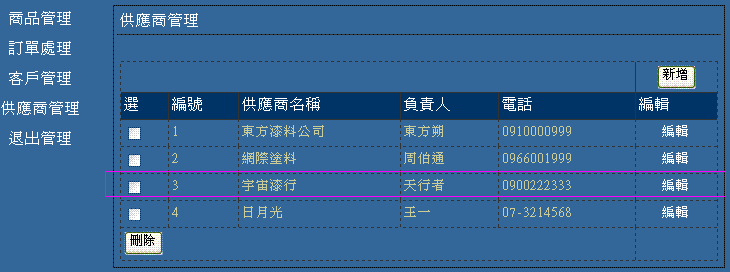 商品管理
訂單處理
客戶管理
供應商管理
退出管理
供應商管理
新增
選 編號 供應商名稱 負責人 電話 編輯
1 東方漆料公司 東方朔 0910000999 編輯
2 網際塗料 周伯通 0966001999 編輯
3 宇宙漆行 天行者 0900222333 編輯
4 日月光 王一 07-3214568 編輯
刪除